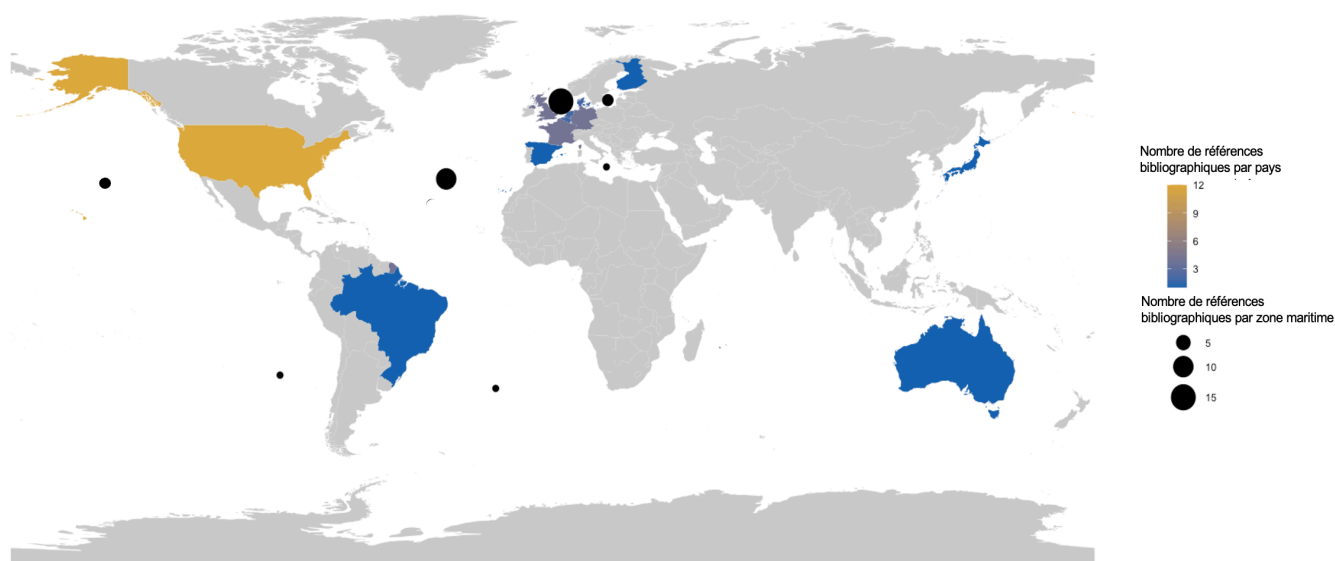 Nombre de références
bibliographiques par pays
12
9
6
3
Nombre de références
bibliographiques par zone maritime
5
10
15